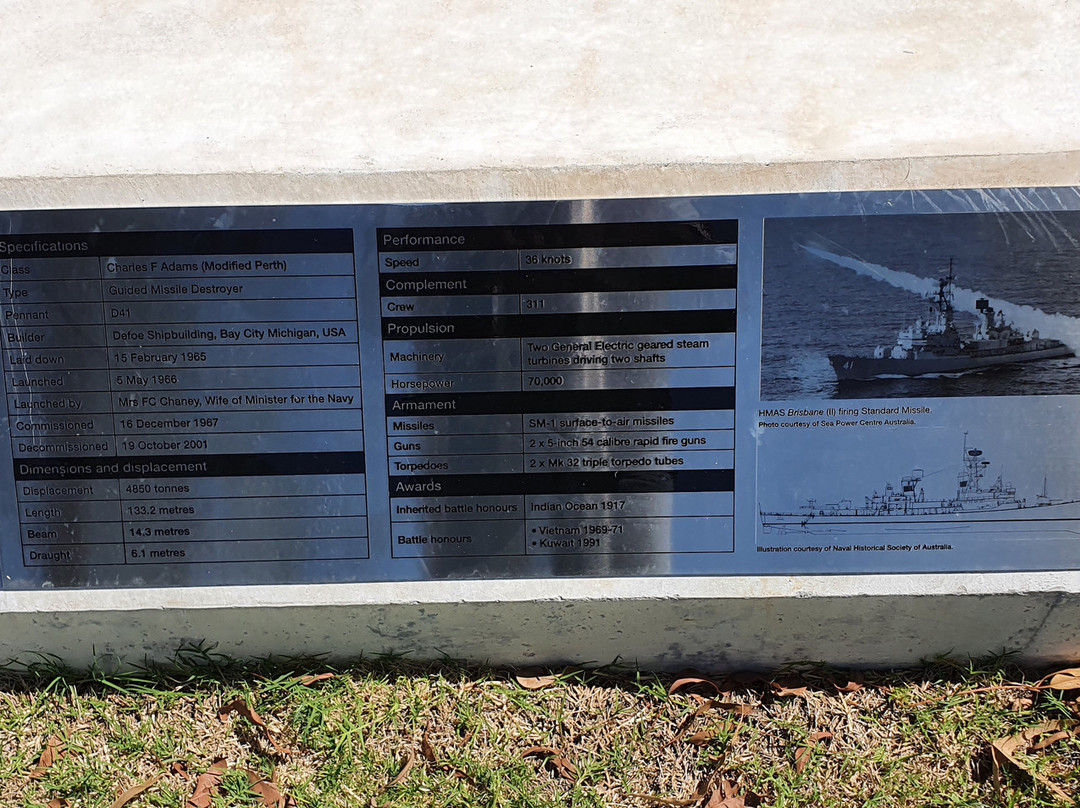 Specifications
Class Charles F Adams (Modified Perth)
Type Guided Missile Destroyer
Pennant D41
Builder Defoe Shipbuilding, Bay City Michigan, USA
Laid down 15 February 1965
Launched 5 May 1966
Launched by Mrs FC Chaney, Wife of Minister for the Navy
Commissioned 16 December 1967
Decommissioned 19 October 2001
Dimensions and displacement
Displacement 4850 tonnes
Length 133.2 metres
Beam 14.3 metres
Draught 6.1 metres
Performance
Speed 36 knots
Complement
Crew 311
Propulsion
Machinery Two General Electric geared steam
turbines driving two shafts
Horsepower 70,000
Armament
Missiles SM-1 surface-to-air missiles
Guns 2 x 5-inch 54 calibre rapid fire guns
Torpedoes 2 x Mk 32 triple torpedo tubes
Awards
Inherited battle honours Indian Ocean 1917
Battle honours • Vietnam 1969-71
• Kuwait 1991
41
HMAS Brisbane (II) firing Standard Missile.
Photo courtesy of Sea Power Centre Australia.
Illustration courtesy of Naval Historical Society of Australia.